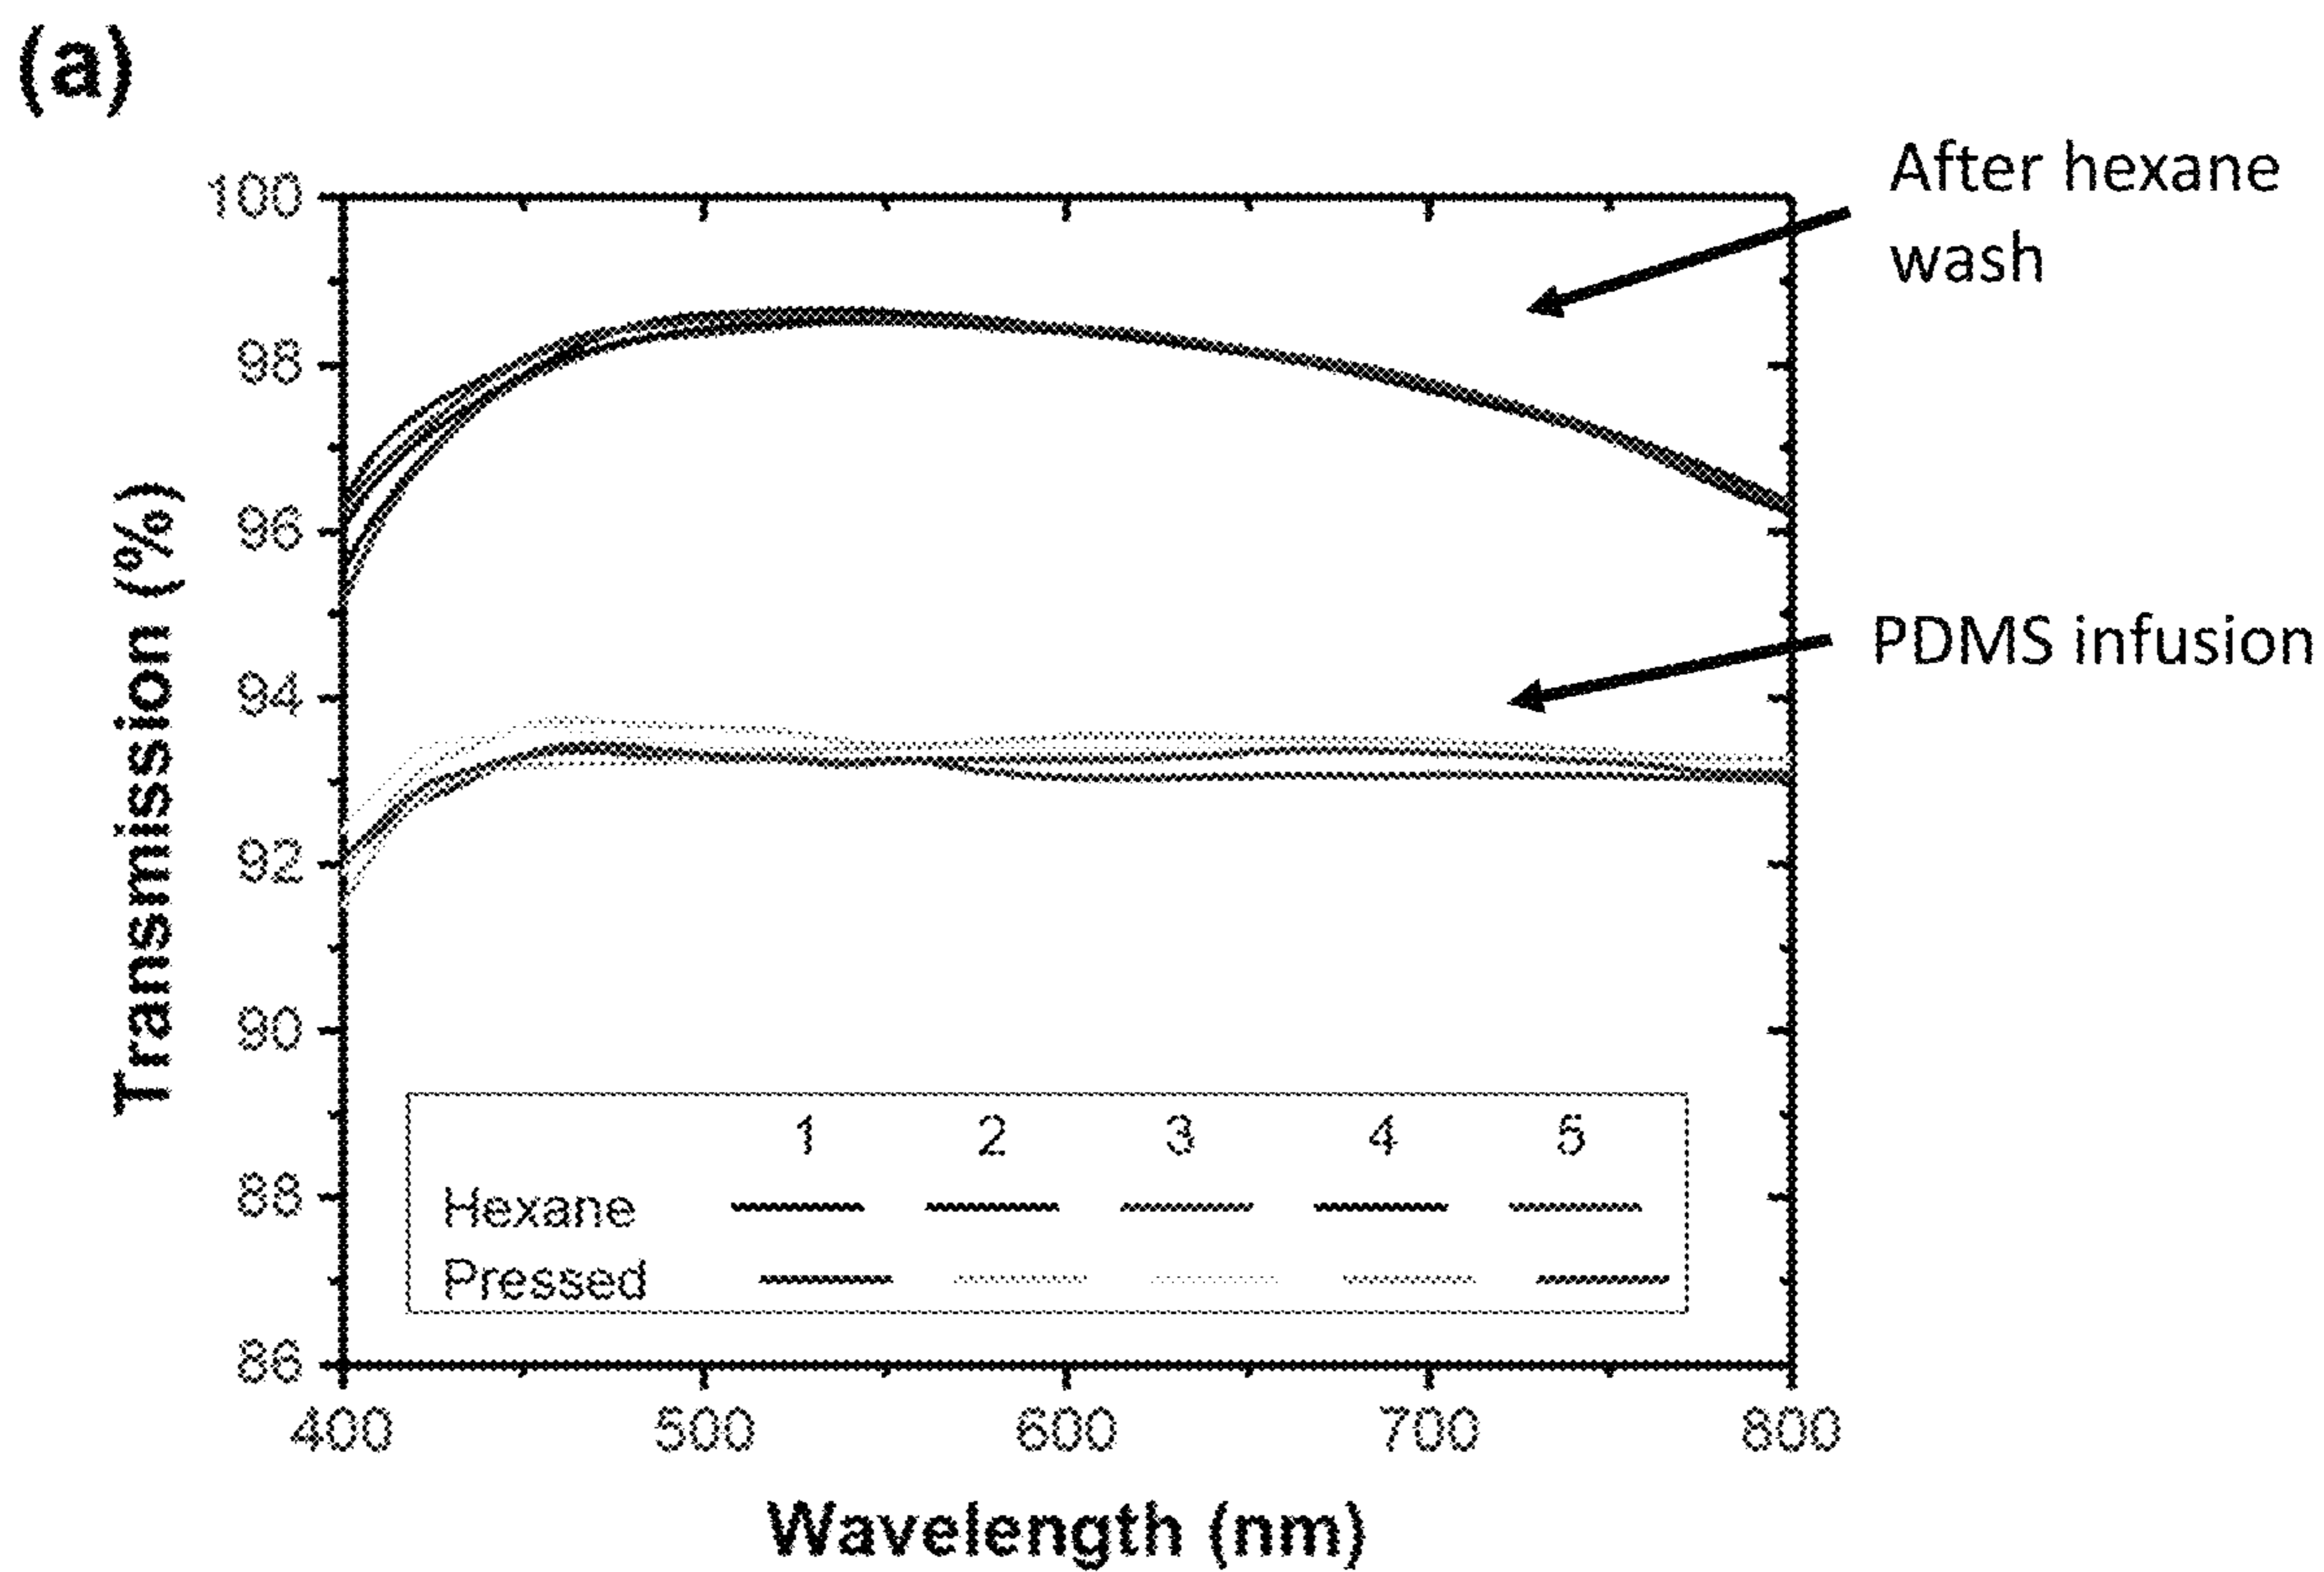 (a)
After hexane
wash
PDMS infusion
Transmission (%)
100
98
96
94
92
90
88
86
1 2 3 4 5
Hexane
Pressed
400 500 600 700 800
Wavelength (nm)